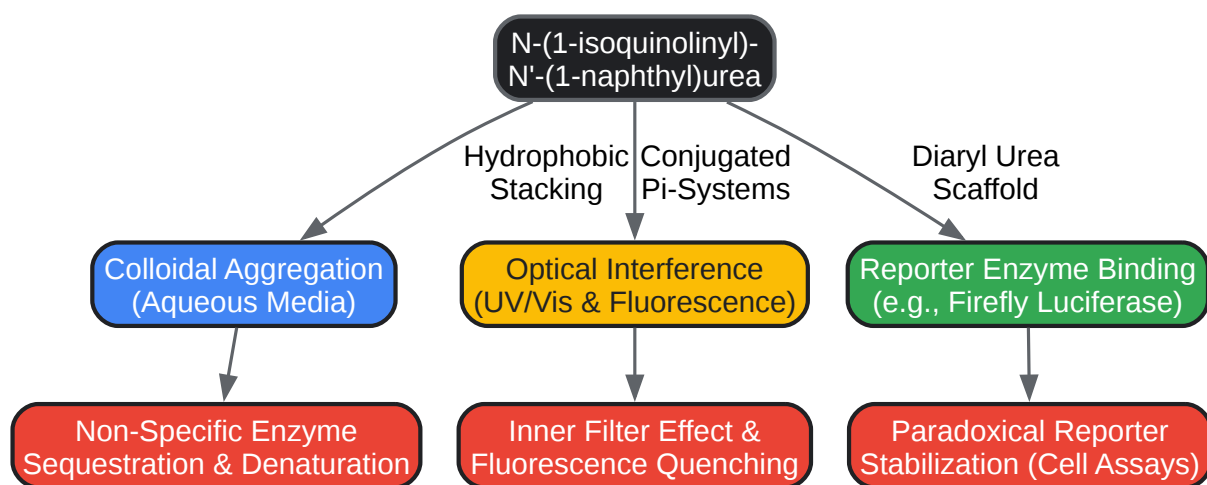 N-(1-isoquinolinyl)-
N'-(1-naphthyl)urea
Hydrophobic
Stacking
Conjugated
Pi-Systems
Diaryl Urea
Scaffold
Colloidal Aggregation
(Aqueous Media)
Optical Interference
(UV/Vis & Fluorescence)
Reporter Enzyme Binding
(e.g., Firefly Luciferase)
Non-Specific Enzyme
Sequestration & Denaturation
Inner Filter Effect &
Fluorescence Quenching
Paradoxical Reporter
Stabilization (Cell Assays)